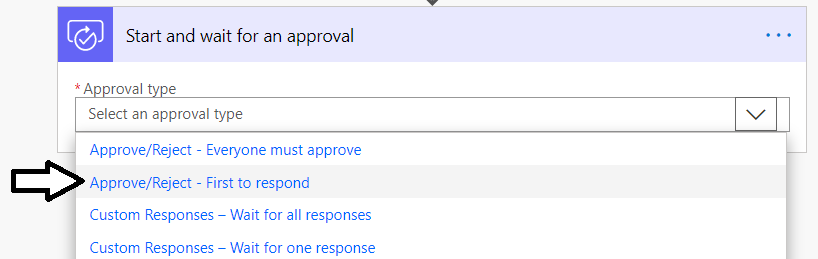 Start and wait for an approval
* Approval type
Select an approval type
Approve/Reject - Everyone must approve
Approve/Reject - First to respond
Custom Responses – Wait for all responses
Custom Responses – Wait for one response